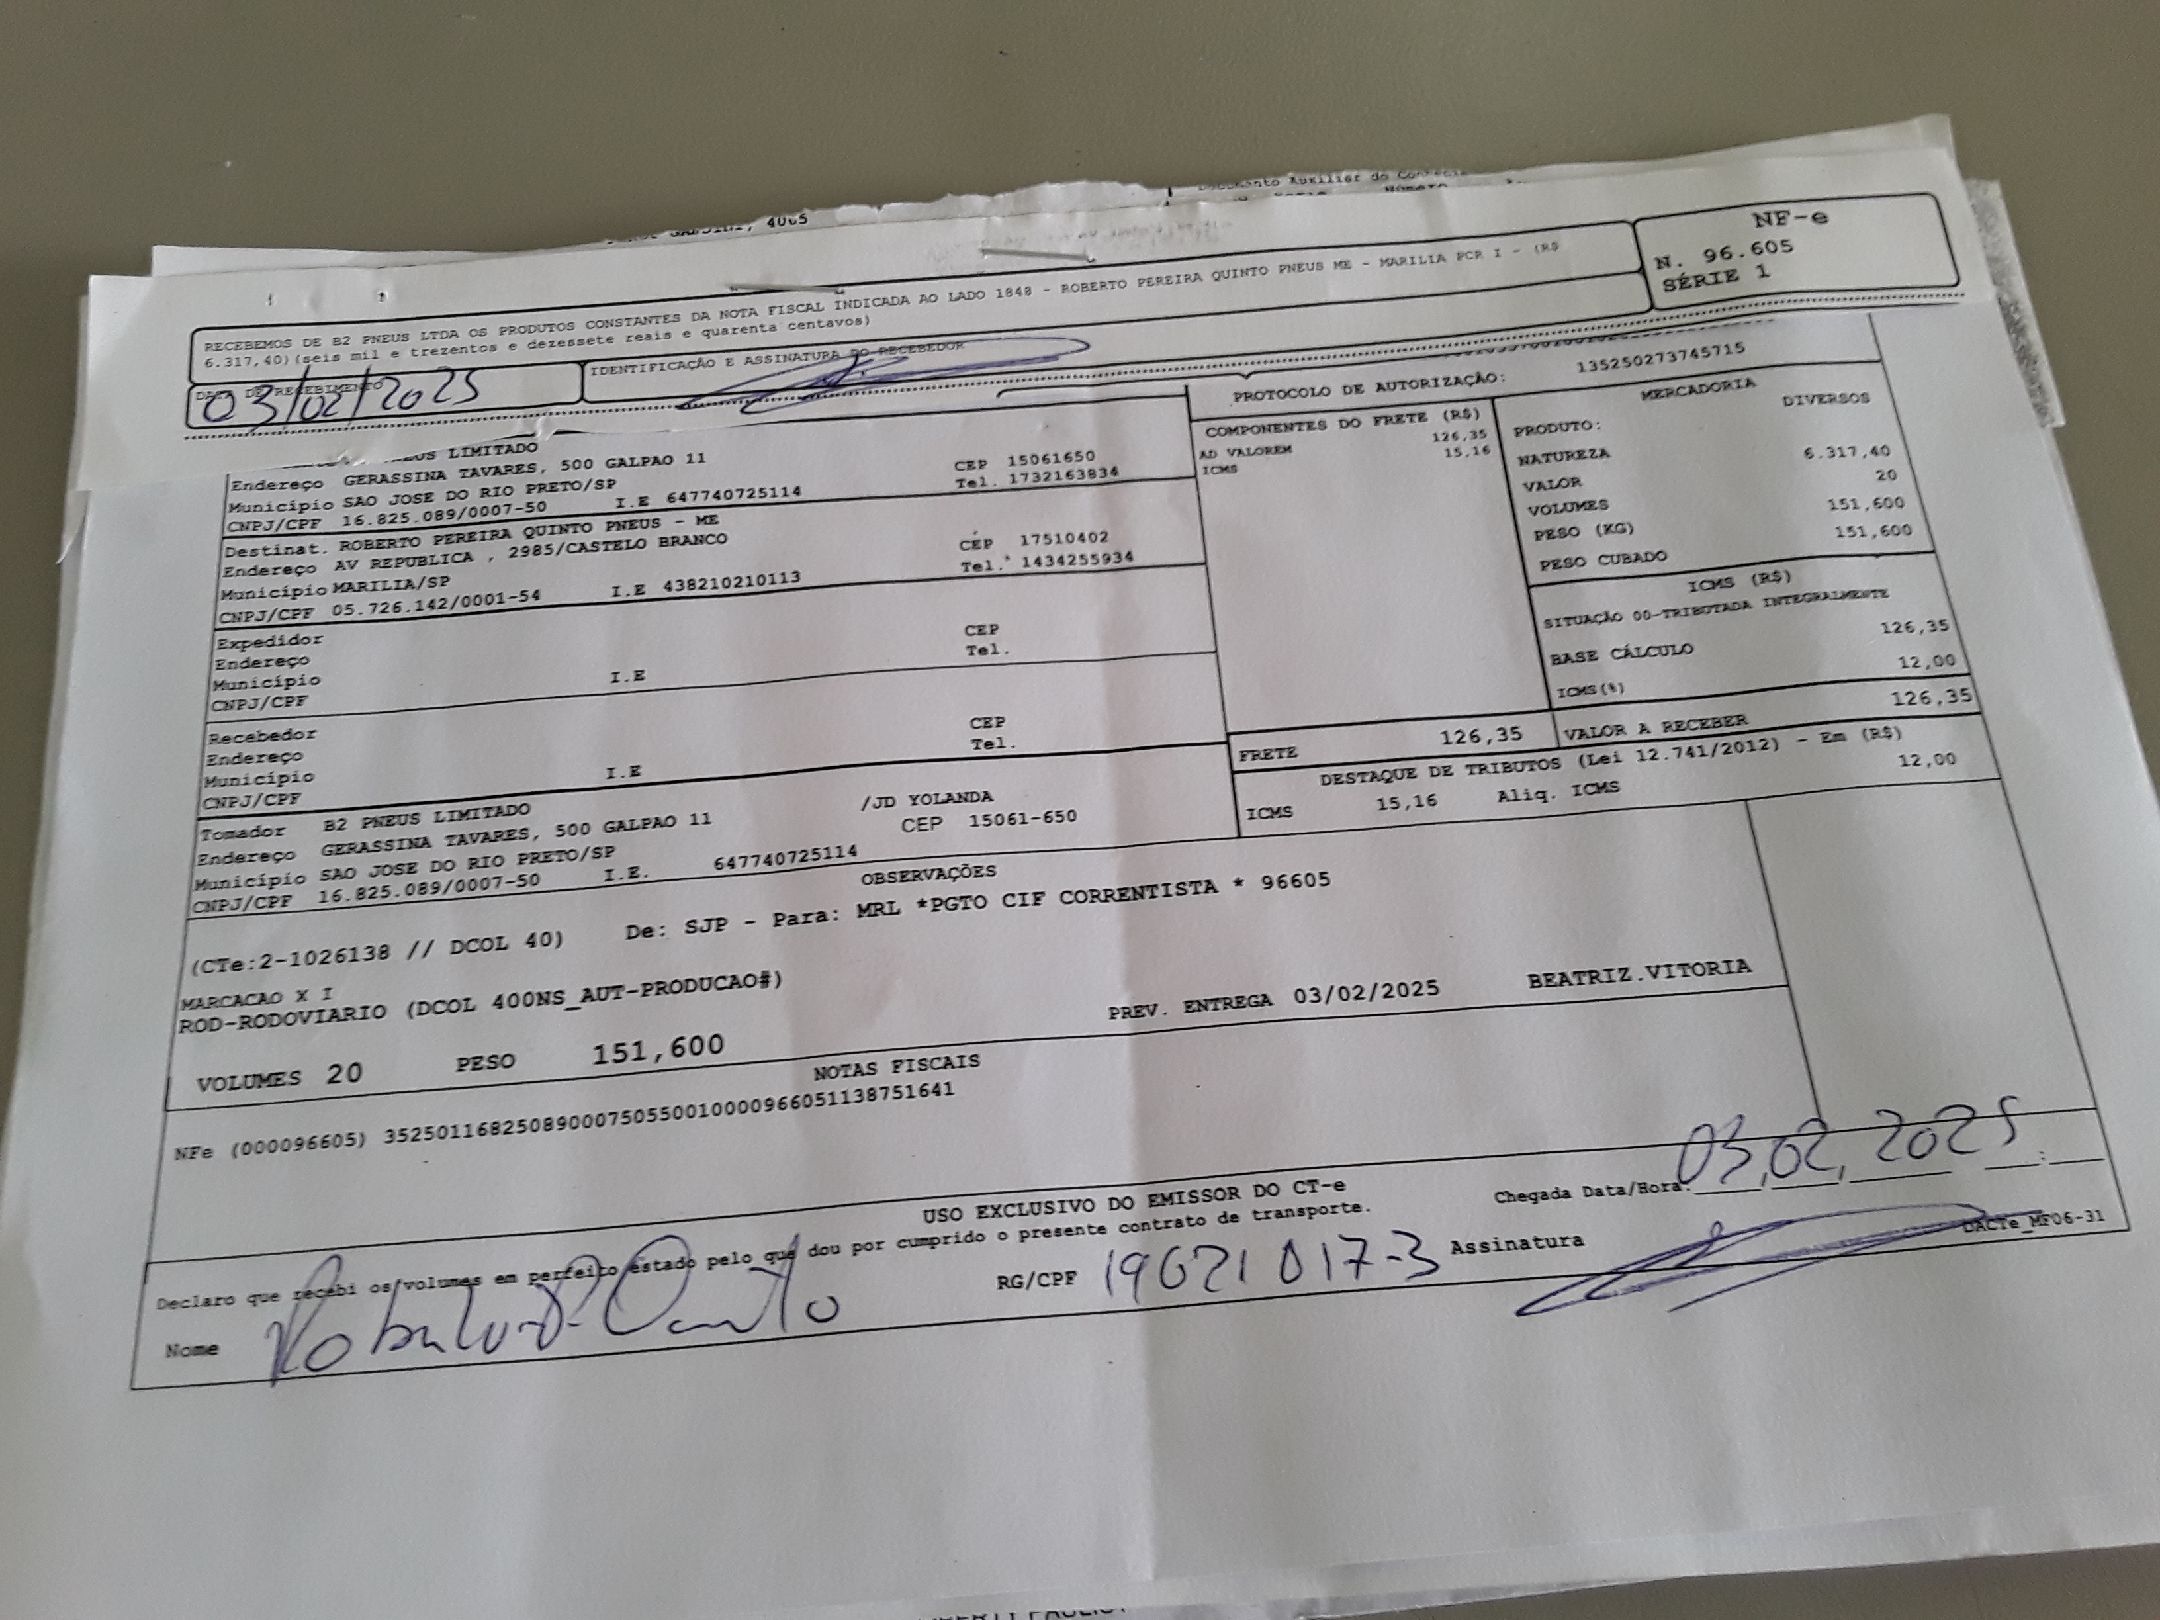 4065
Documento Auxiliar do
Número
NF-e
N. 96.605
SÉRIE 1
RECEBEMOS DE B2 PNEUS LTDA OS PRODUTOS CONSTANTES DA NOTA FISCAL INDICADA AO LADO 1848 - ROBERTO PEREIRA QUINTO PNEUS ME - MARILIA PCR I - (R$
6.317,40)(seis mil e trezentos e dezessete reais e quarenta centavos)
DATA DE RECEBIMENTO
03/02/2025
IDENTIFICAÇÃO E ASSINATURA DO RECEBEDOR
PNEUS LIMITADO
Endereço GERASSINA TAVARES, 500 GALPAO 11 CEP 15061650
Município SAO JOSE DO RIO PRETO/SP Tel. 1732163834
CNPJ/CPF 16.825.089/0007-50 I.E 647740725114
Destinat. ROBERTO PEREIRA QUINTO PNEUS - ME
Endereço AV REPUBLICA , 2985/CASTELO BRANCO CEP 17510402
Município MARILIA/SP Tel. 1434255934
CNPJ/CPF 05.726.142/0001-54 I.E 438210210113
Expedidor
Endereço CEP
Município Tel.
CNPJ/CPF I.E
Recebedor
Endereço CEP
Município Tel.
CNPJ/CPF I.E
Tomador B2 PNEUS LIMITADO
Endereço GERASSINA TAVARES, 500 GALPAO 11 /JD YOLANDA
Município SAO JOSE DO RIO PRETO/SP CEP 15061-650
CNPJ/CPF 16.825.089/0007-50 I.E. 647740725114
PROTOCOLO DE AUTORIZAÇÃO: 135250273745715
COMPONENTES DO FRETE (R$)
AD VALOREM 126,35
ICMS 15,16
MERCADORIA
PRODUTO: DIVERSOS
NATUREZA
VALOR 6.317,40
VOLUMES 20
PESO (KG) 151,600
PESO CUBADO 151,600
ICMS (R$)
SITUAÇÃO 00-TRIBUTADA INTEGRALMENTE
BASE CÁLCULO 126,35
ICMS(%) 12,00
FRETE 126,35 VALOR A RECEBER 126,35
DESTAQUE DE TRIBUTOS (Lei 12.741/2012) - Em (R$)
ICMS 15,16 Aliq. ICMS 12,00
OBSERVAÇÕES
(CTe:2-1026138 // DCOL 40) De: SJP - Para: MRL *PGTO CIF CORRENTISTA * 96605
MARCACAO X I
ROD-RODOVIARIO (DCOL 400NS_AUT-PRODUCAO#)
PREV. ENTREGA 03/02/2025 BEATRIZ.VITORIA
VOLUMES 20 PESO 151,600
NOTAS FISCAIS
NFe (000096605) 35250116825089000750550010000966051138751641
USO EXCLUSIVO DO EMISSOR DO CT-e
Declaro que recebi os volumes em perfeito estado pelo que dou por cumprido o presente contrato de transporte.
Chegada Data/Hora: 03,02,2025 :
Nome
RG/CPF 19621017-3 Assinatura
DACTe_MF06-31